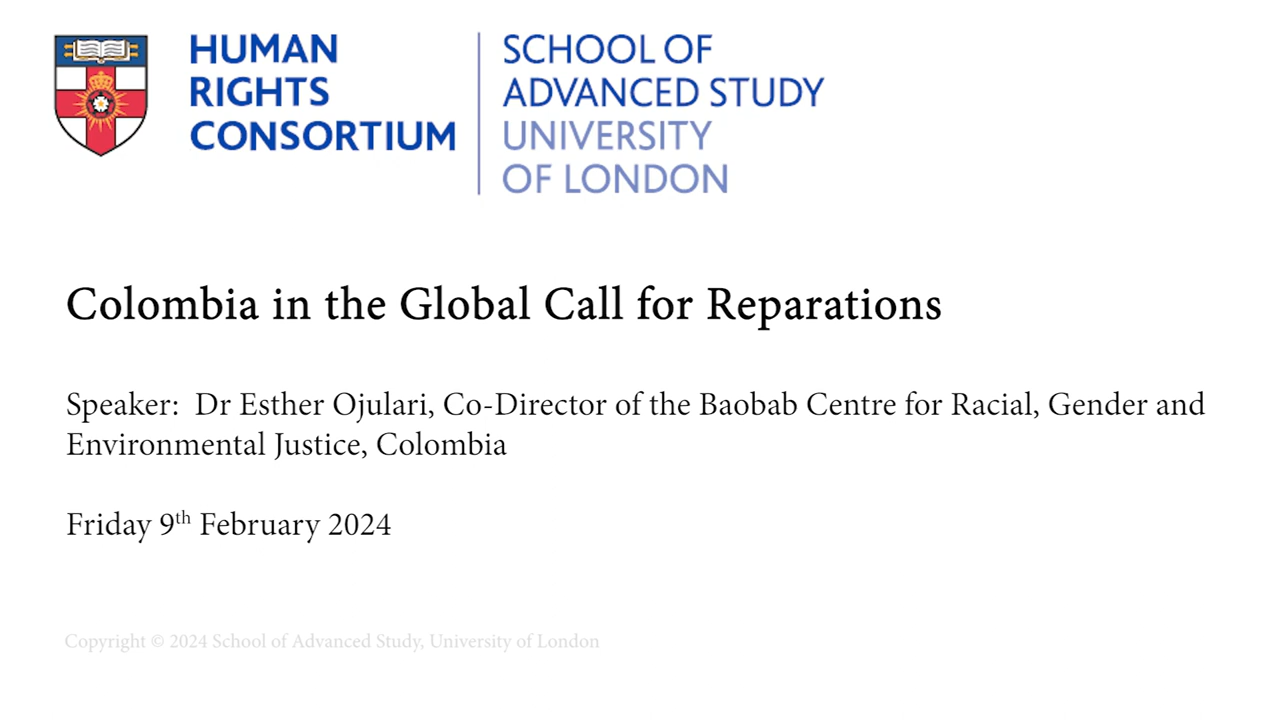 HUMAN
RIGHTS
CONSORTIUM
SCHOOL OF
ADVANCED STUDY
UNIVERSITY
OF LONDON
Colombia in the Global Call for Reparations
Speaker:  Dr Esther Ojulari, Co-Director of the Baobab Centre for Racial, Gender and
Environmental Justice, Colombia
Friday 9th February 2024
Copyright © 2024 School of Advanced Study, University of London